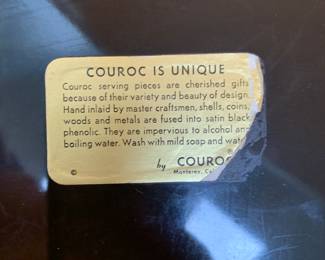 COUROC IS UNIQUE
Couroc serving pieces are cherished gifts
because of their variety and beauty of design.
Hand inlaid by master craftsmen, shells, coins,
woods and metals are fused into satin black
phenolic. They are impervious to alcohol and
boiling water. Wash with mild soap and water
by COUROC
© Monterey, Ca